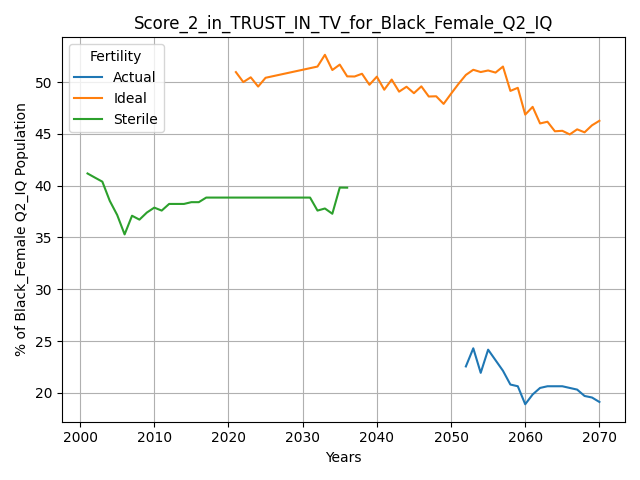 Score_2_in_TRUST_IN_TV_for_Black_Female_Q2_IQ
Fertility
Actual
Ideal
Sterile
% of Black_Female Q2_IQ Population
50
45
40
35
30
25
20
2000 2010 2020 2030 2040 2050 2060 2070
Years